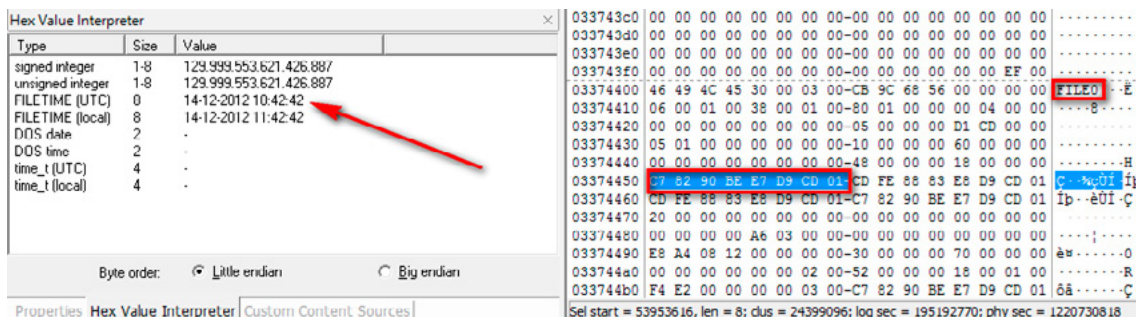 Hex Value Interpreter
Type Size Value
signed integer 1-8 129.999.553.621.426.887
unsigned integer 1-8 129.999.553.621.426.887
FILETIME (UTC) 8 14-12-2012 10:42:42
FILETIME (local) 8 14-12-2012 11:42:42
DOS date 2 -
DOS time 2 -
time_t (UTC) 4 -
time_t (local) 4 -
Byte order: Little endian Big endian
Properties Hex Value Interpreter Custom Content Sources
033743c0 00 00 00 00 00 00 00 00-00 00 00 00 00 00 00 00 ·········
033743d0 00 00 00 00 00 00 00 00-00 00 00 00 00 00 00 00 ·········
033743e0 00 00 00 00 00 00 00 00-00 00 00 00 00 00 00 00 ·········
033743f0 00 00 00 00 00 00 00 00-00 00 00 00 00 00 EF 00 ·········
03374400 46 49 4C 45 30 00 03 00-CB 9C 68 56 00 00 00 00 FILE0···Ë
03374410 06 00 01 00 38 00 01 00-80 01 00 00 00 04 00 00 ····8····
03374420 00 00 00 00 00 00 00 00-05 00 00 00 D1 CD 00 00 ·········
03374430 05 01 00 00 00 00 00 00-10 00 00 00 60 00 00 00 ·········
03374440 00 00 00 00 00 00 00 00-48 00 00 00 18 00 00 00 ········H
03374450 C7 82 90 BE E7 D9 CD 01-CD FE 88 83 E8 D9 CD 01 Ç··¾çÙÍ·Íþ
03374460 CD FE 88 83 E8 D9 CD 01-C7 82 90 BE E7 D9 CD 01 Íþ··èÙÍ·Ç
03374470 20 00 00 00 00 00 00 00-00 00 00 00 00 00 00 00
03374480 00 00 00 00 A6 03 00 00-00 00 00 00 00 00 00 00 ····¦····
03374490 E8 A4 08 12 00 00 00 00-30 00 00 00 70 00 00 00 è¤······0
033744a0 00 00 00 00 00 00 02 00-52 00 00 00 18 00 01 00 ········R
033744b0 F4 E2 00 00 00 00 03 00-C7 82 90 BE E7 D9 CD 01 ôâ······Ç
Sel start = 53953616, len = 8; clus = 24399096; log sec = 195192770; phy sec = 1220730818